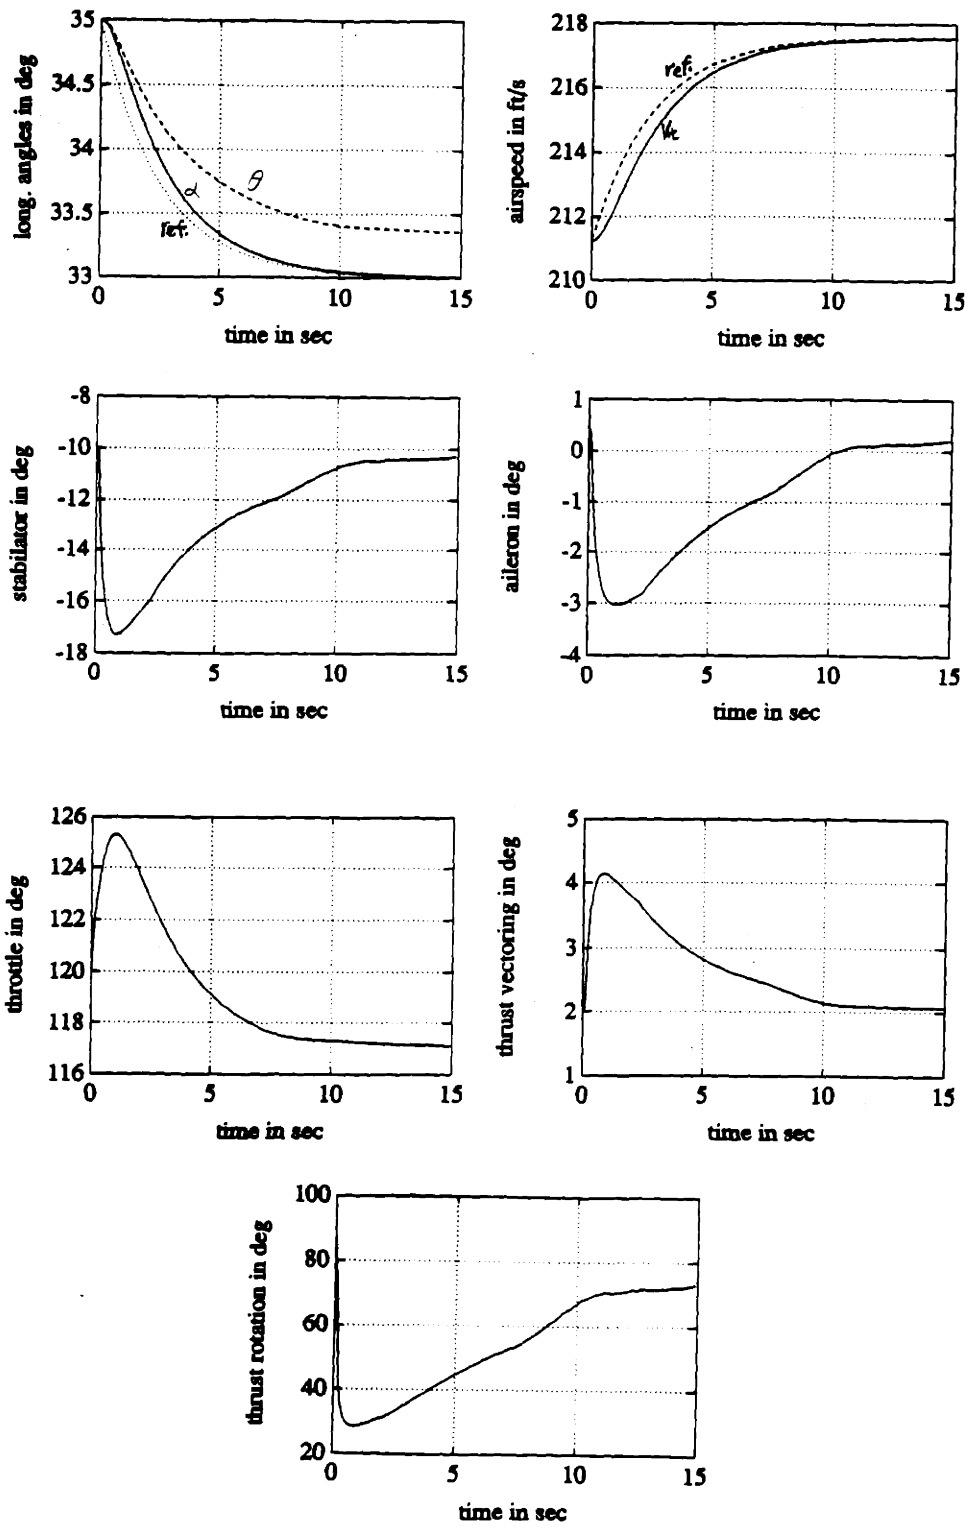 long. angles in deg
35
34.5
34
33.5
33
α
θ
ref.
0 5 10 15
time in sec
airspeed in ft/s
218
216
214
212
210
ref.
Vt
0 5 10 15
time in sec
stabilator in deg
-8
-10
-12
-14
-16
-18
0 5 10 15
time in sec
aileron in deg
1
0
-1
-2
-3
-4
0 5 10 15
time in sec
throttle in deg
126
124
122
120
118
116
0 5 10 15
time in sec
thrust vectoring in deg
5
4
3
2
1
0 5 10 15
time in sec
thrust rotation in deg
100
80
60
40
20
0 5 10 15
time in sec